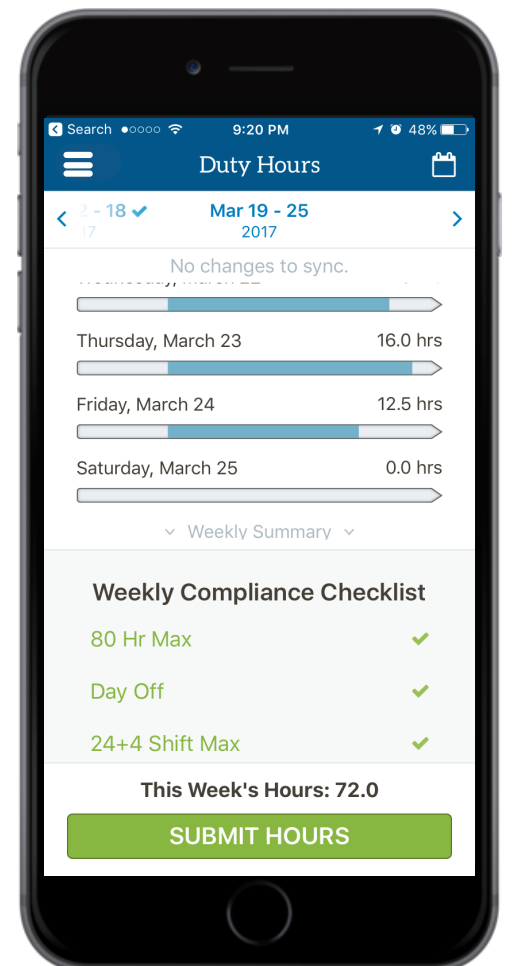 Search 9:20 PM 48%
Duty Hours
2 - 18 Mar 19 - 25
17 2017
No changes to sync.
Thursday, March 23 16.0 hrs
Friday, March 24 12.5 hrs
Saturday, March 25 0.0 hrs
Weekly Summary
Weekly Compliance Checklist
80 Hr Max
Day Off
24+4 Shift Max
This Week's Hours: 72.0
SUBMIT HOURS